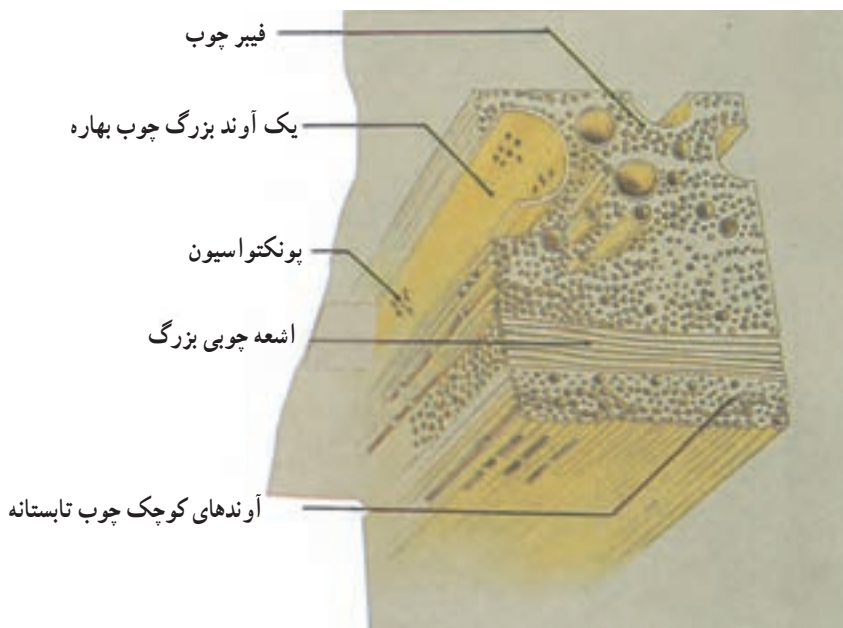 فیبر چوب
یک آوند بزرگ چوب بهاره
پونکتواسیون
اشعه چوبی بزرگ
آوندهای کوچک چوب تابستانه